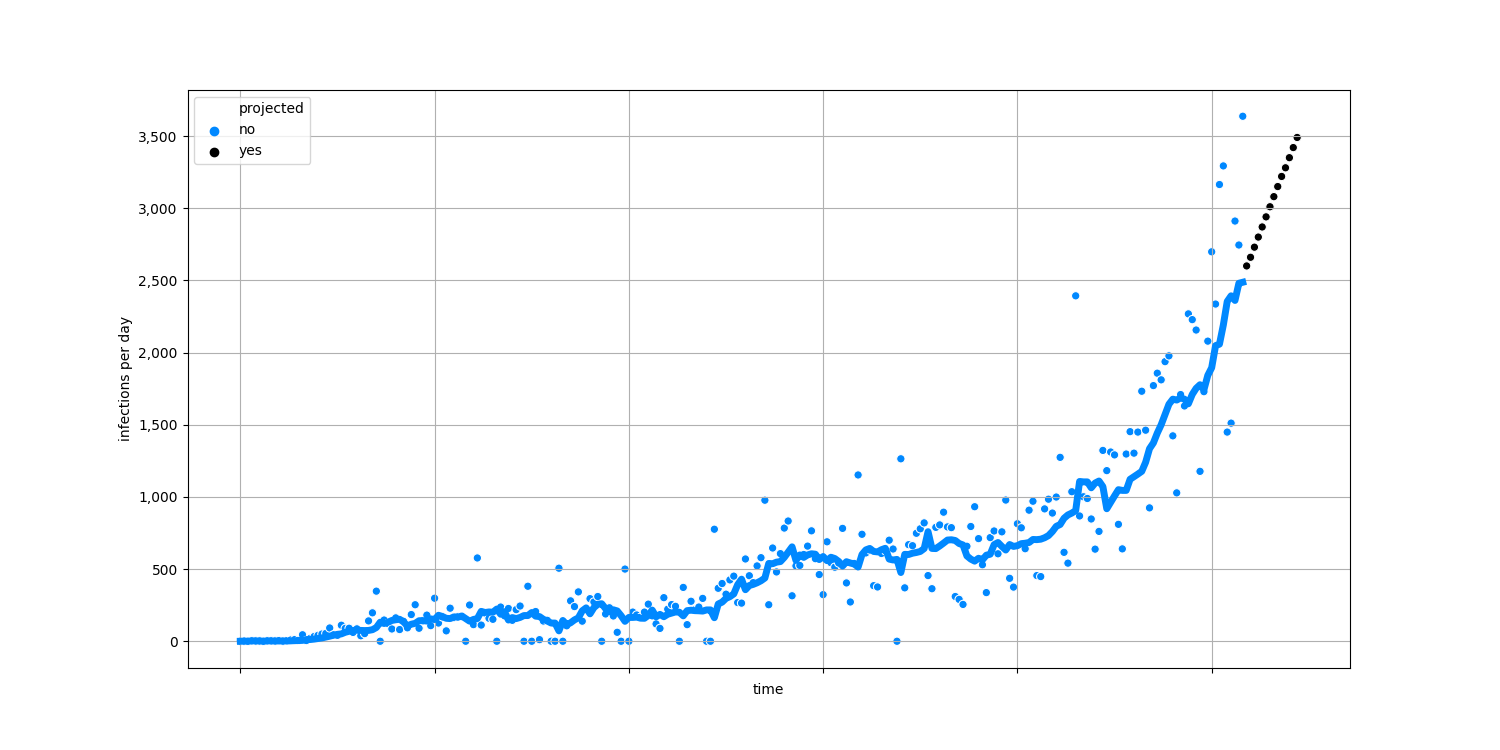 projected
no
yes
3,500
3,000
2,500
2,000
1,500
1,000
500
0
infections per day
time